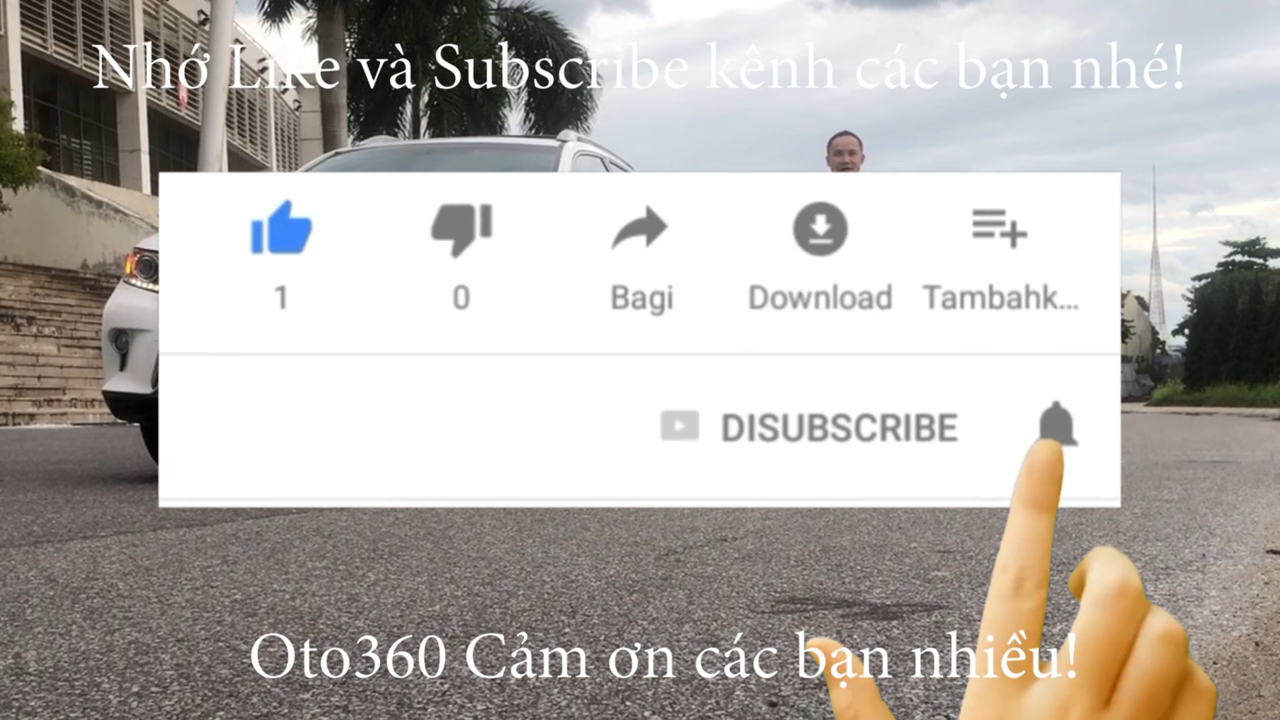 Nhớ Like và Subscribe kênh các bạn nhé!
1 0 Bagi Download Tambahk...
DISUBSCRIBE
Oto360 Cảm ơn các bạn nhiều!